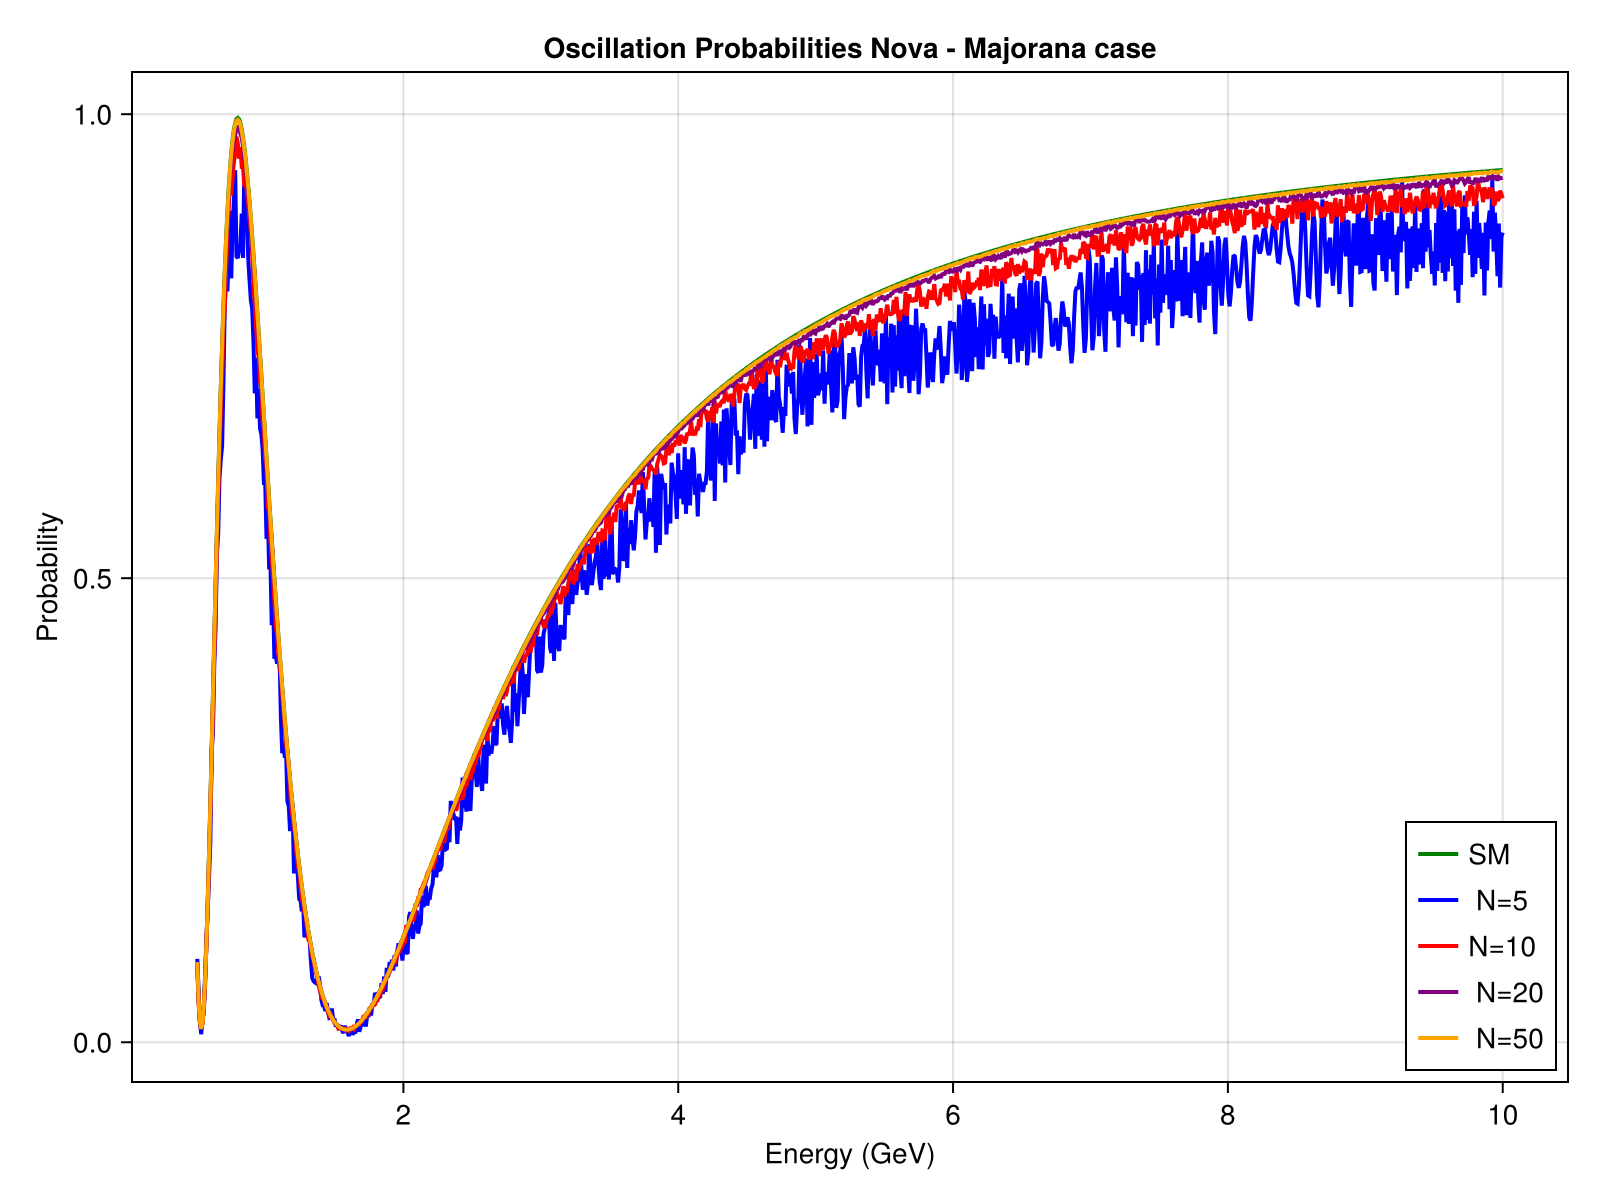 Oscillation Probabilities Nova - Majorana case
1.0
0.5
0.0
Probability
2
4
6
8
10
Energy (GeV)
SM
N=5
N=10
N=20
N=50